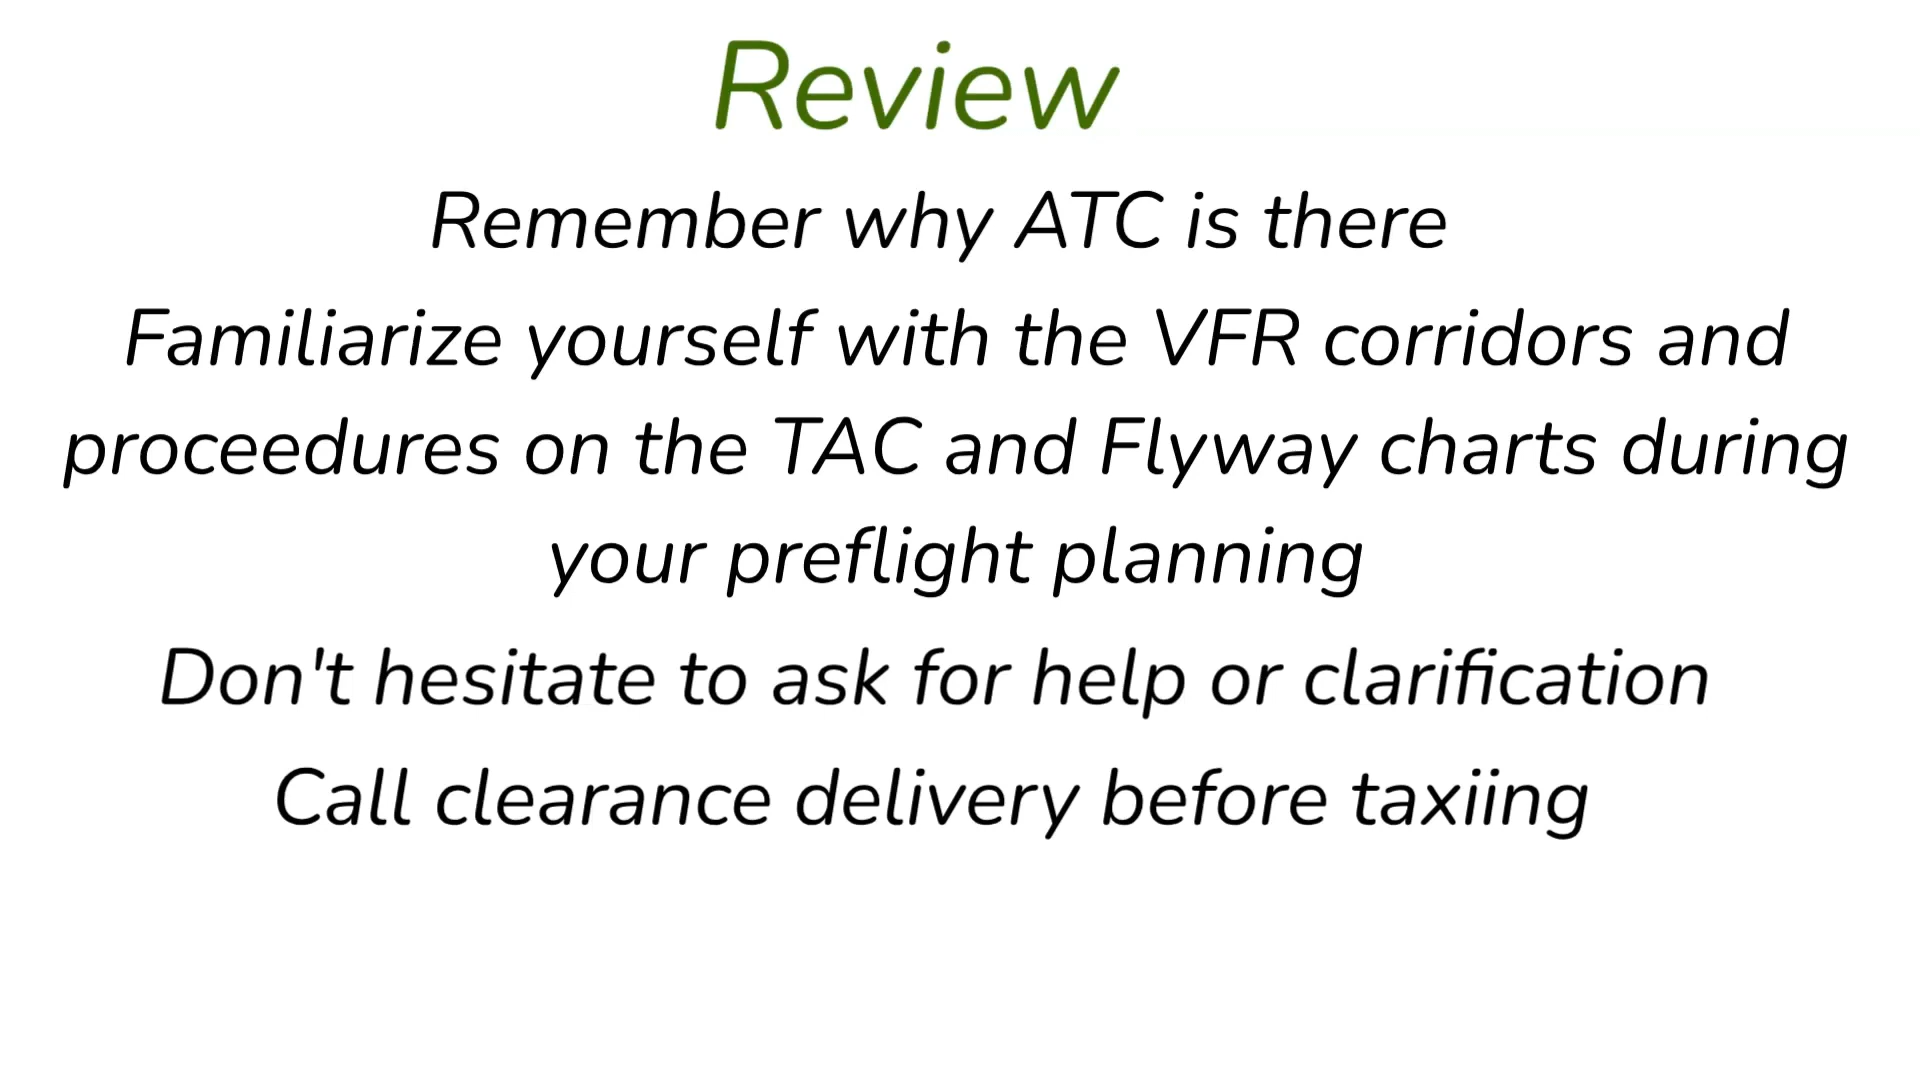 Review
Remember why ATC is there
Familiarize yourself with the VFR corridors and
proceedures on the TAC and Flyway charts during
your preflight planning
Don't hesitate to ask for help or clarification
Call clearance delivery before taxiing